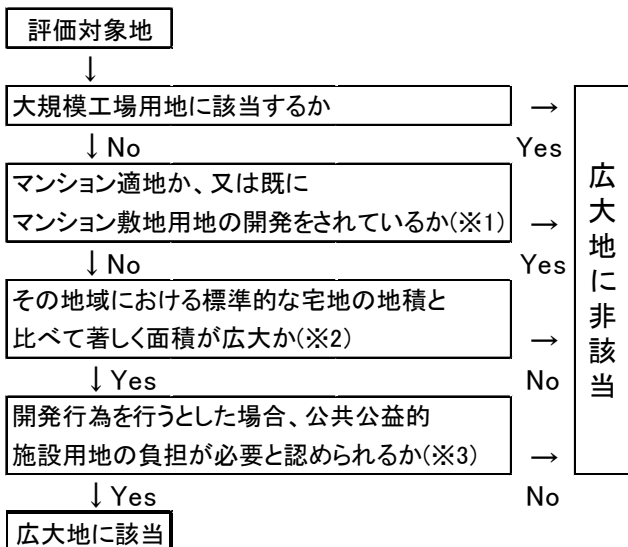 評価対象地
↓
大規模工場用地に該当するか →
↓No Yes
マンション適地か、又は既に
マンション敷地用地の開発をされているか(※1) →
↓No Yes
その地域における標準的な宅地の地積と
比べて著しく面積が広大か(※2) →
↓Yes No
開発行為を行うとした場合、公共公益的
施設用地の負担が必要と認められるか(※3) →
↓Yes No
広大地に該当
広大地に非該当